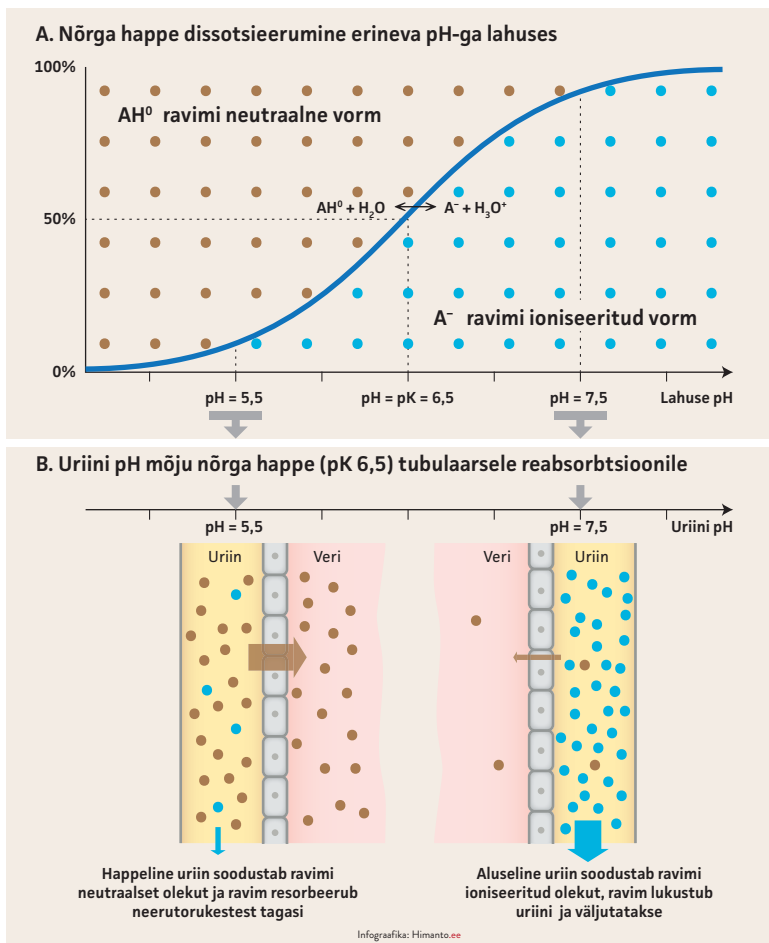 A. Nõrga happe dissotsieerumine erineva pH-ga lahuses
100%
AH⁰ ravimi neutraalne vorm
AH⁰ + H₂O ⟷ A⁻ + H₃O⁺
50%
A⁻ ravimi ioniseeritud vorm
0%
pH = 5,5 pH = pK = 6,5 pH = 7,5 Lahuse pH
B. Uriini pH mõju nõrga happe (pK 6,5) tubulaarsele reabsorbtsioonile
pH = 5,5 pH = 7,5 Uriini pH
Uriin Veri Veri Uriin
Happeline uriin soodustab ravimi
neutraalset olekut ja ravim resorbeerub
neerutorukestest tagasi
Aluseline uriin soodustab ravimi
ioniseeritud olekut, ravim lukustub
uriini ja väljutatakse
Infograafika: Himanto.ee